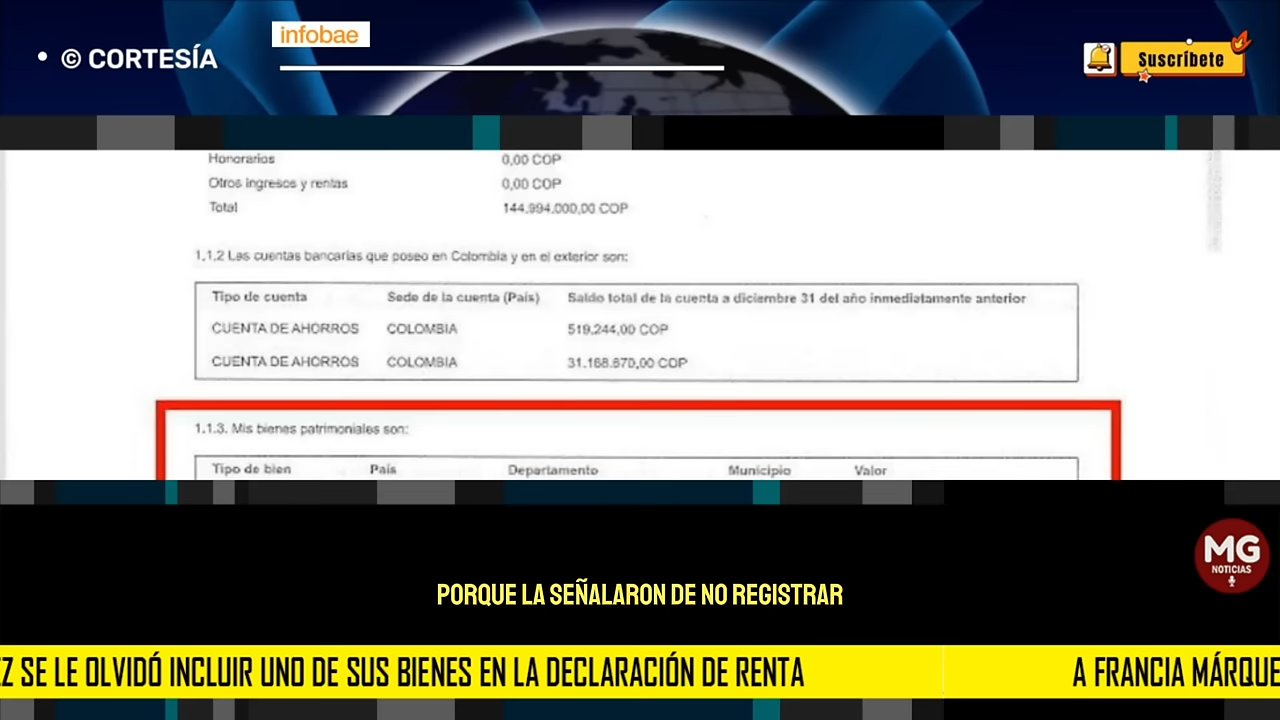 infobae
• © CORTESÍA
Suscríbete
Honorarios 0,00 COP
Otros ingresos y rentas 0,00 COP
Total 144.994.000,00 COP
1.1.2 Las cuentas bancarias que poseo en Colombia y en el exterior son:
Tipo de cuenta Sede de la cuenta (País) Saldo total de la cuenta a diciembre 31 del año inmediatamente anterior
CUENTA DE AHORROS COLOMBIA 519.244,00 COP
CUENTA DE AHORROS COLOMBIA 31.168.670,00 COP
1.1.3. Mis bienes patrimoniales son:
Tipo de bien País Departamento Municipio Valor
MG
NOTICIAS
PORQUE LA SEÑALARON DE NO REGISTRAR
EZ SE LE OLVIDÓ INCLUIR UNO DE SUS BIENES EN LA DECLARACIÓN DE RENTA A FRANCIA MÁRQUE